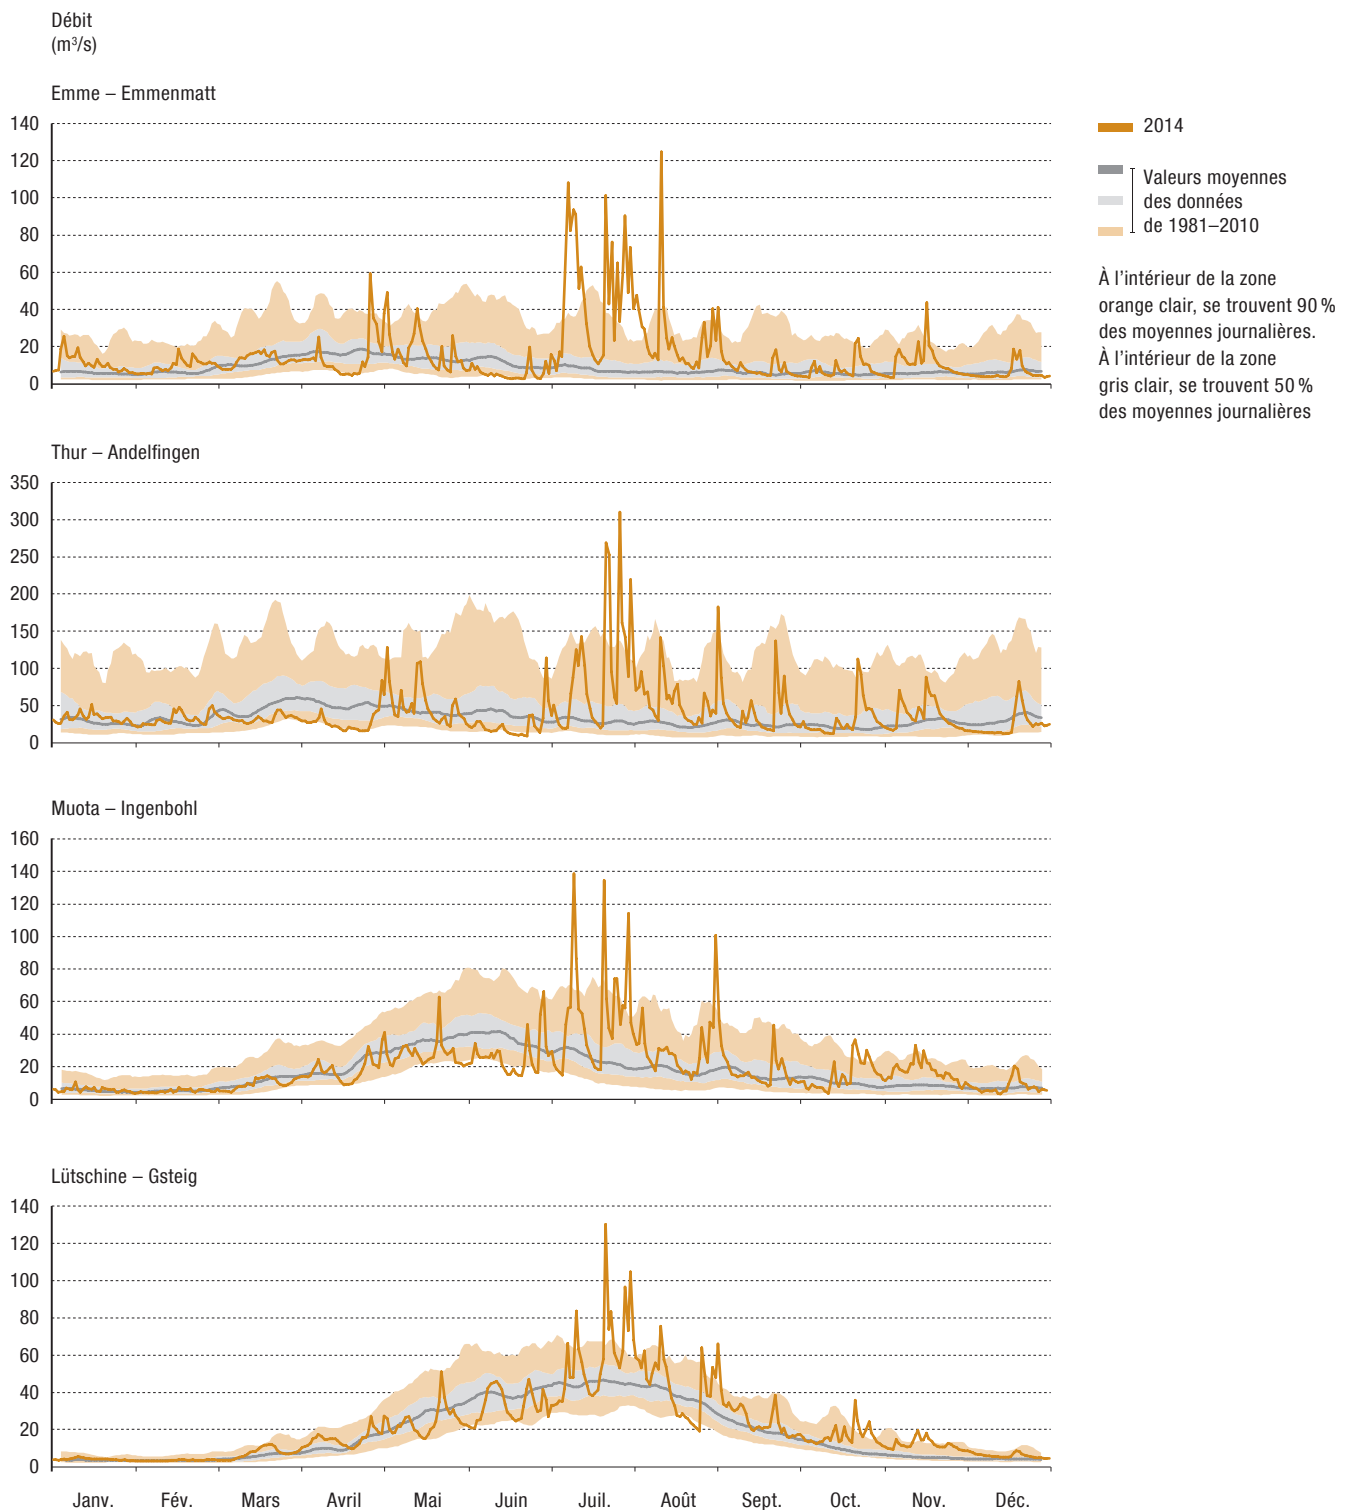 Débit
(m³/s)
Emme – Emmenmatt
140
120
100
80
60
40
20
0
2014
Valeurs moyennes
des données
de 1981–2010
À l’intérieur de la zone
orange clair, se trouvent 90 %
des moyennes journalières.
À l’intérieur de la zone
gris clair, se trouvent 50 %
des moyennes journalières
Thur – Andelfingen
350
300
250
200
150
100
50
0
Muota – Ingenbohl
160
140
120
100
80
60
40
20
0
Lütschine – Gsteig
140
120
100
80
60
40
20
0
Janv. Fév. Mars Avril Mai Juin Juil. Août Sept. Oct. Nov. Déc.